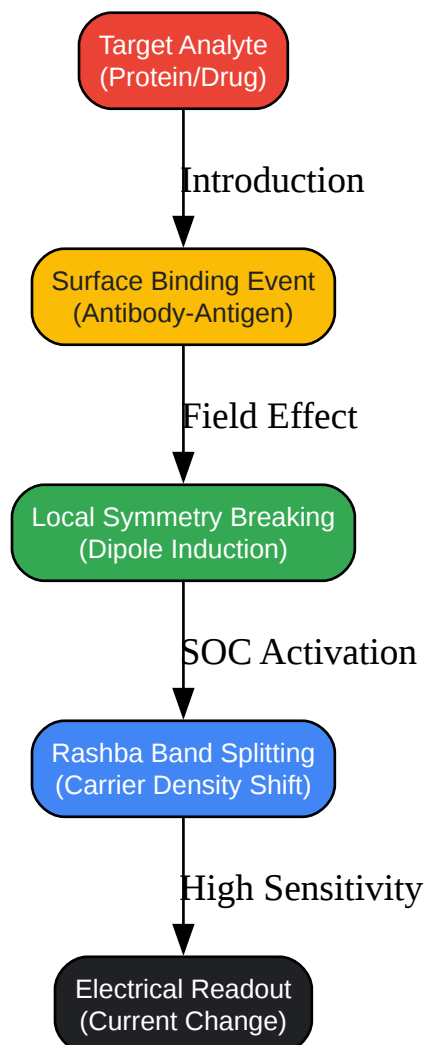 Target Analyte
(Protein/Drug)
Introduction
Surface Binding Event
(Antibody-Antigen)
Field Effect
Local Symmetry Breaking
(Dipole Induction)
SOC Activation
Rashba Band Splitting
(Carrier Density Shift)
High Sensitivity
Electrical Readout
(Current Change)